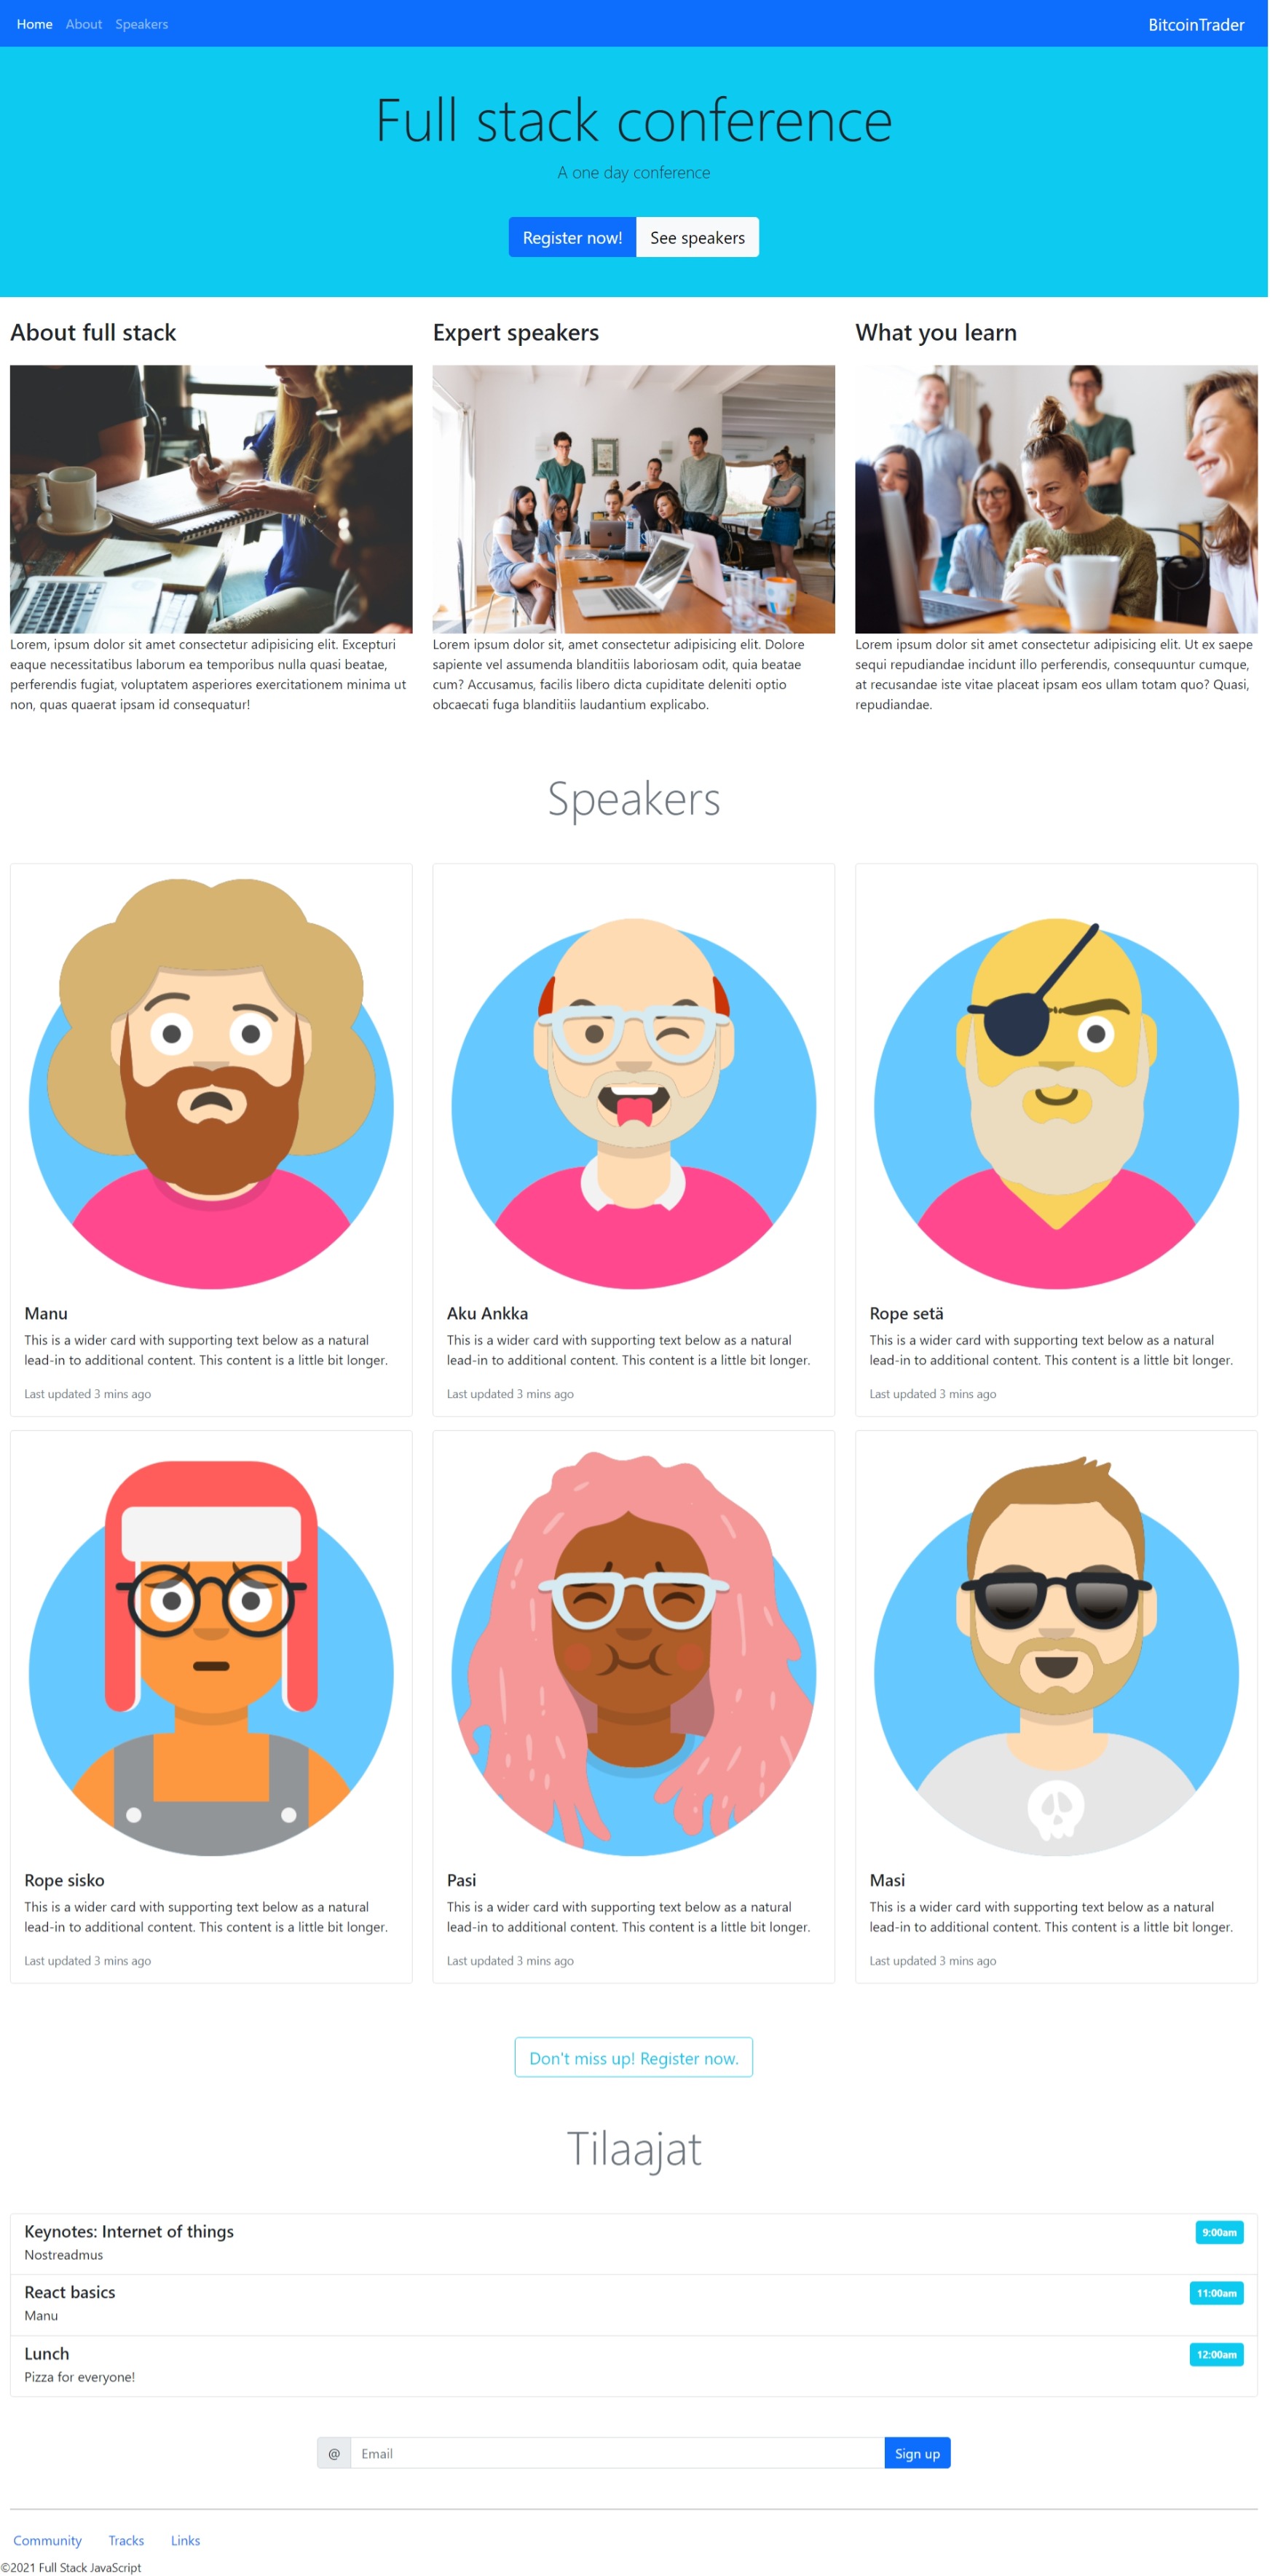 Home About Speakers BitcoinTrader
Full stack conference
A one day conference
Register now! See speakers
About full stack
Lorem, ipsum dolor sit amet consectetur adipisicing elit. Excepturi
eaque necessitatibus laborum ea temporibus nulla quasi beatae,
perferendis fugiat, voluptatem asperiores exercitationem minima ut
non, quas quaerat ipsam id consequatur!
Expert speakers
Lorem ipsum dolor sit, amet consectetur adipisicing elit. Dolore
sapiente vel assumenda blanditiis laboriosam odit, quia beatae
cum? Accusamus, facilis libero dicta cupiditate deleniti optio
obcaecati fuga blanditiis laudantium explicabo.
What you learn
Lorem ipsum dolor sit amet consectetur adipisicing elit. Ut ex saepe
sequi repudiandae incidunt illo perferendis, consequuntur cumque,
at recusandae iste vitae placeat ipsam eos ullam totam quo? Quasi,
repudiandae.
Speakers
Manu
This is a wider card with supporting text below as a natural
lead-in to additional content. This content is a little bit longer.
Last updated 3 mins ago
Aku Ankka
This is a wider card with supporting text below as a natural
lead-in to additional content. This content is a little bit longer.
Last updated 3 mins ago
Rope setä
This is a wider card with supporting text below as a natural
lead-in to additional content. This content is a little bit longer.
Last updated 3 mins ago
Rope sisko
This is a wider card with supporting text below as a natural
lead-in to additional content. This content is a little bit longer.
Last updated 3 mins ago
Pasi
This is a wider card with supporting text below as a natural
lead-in to additional content. This content is a little bit longer.
Last updated 3 mins ago
Masi
This is a wider card with supporting text below as a natural
lead-in to additional content. This content is a little bit longer.
Last updated 3 mins ago
Don't miss up! Register now.
Tilaajat
Keynotes: Internet of things 9:00am
Nostreadmus
React basics 11:00am
Manu
Lunch 12:00am
Pizza for everyone!
@ Email Sign up
Community Tracks Links
©2021 Full Stack JavaScript